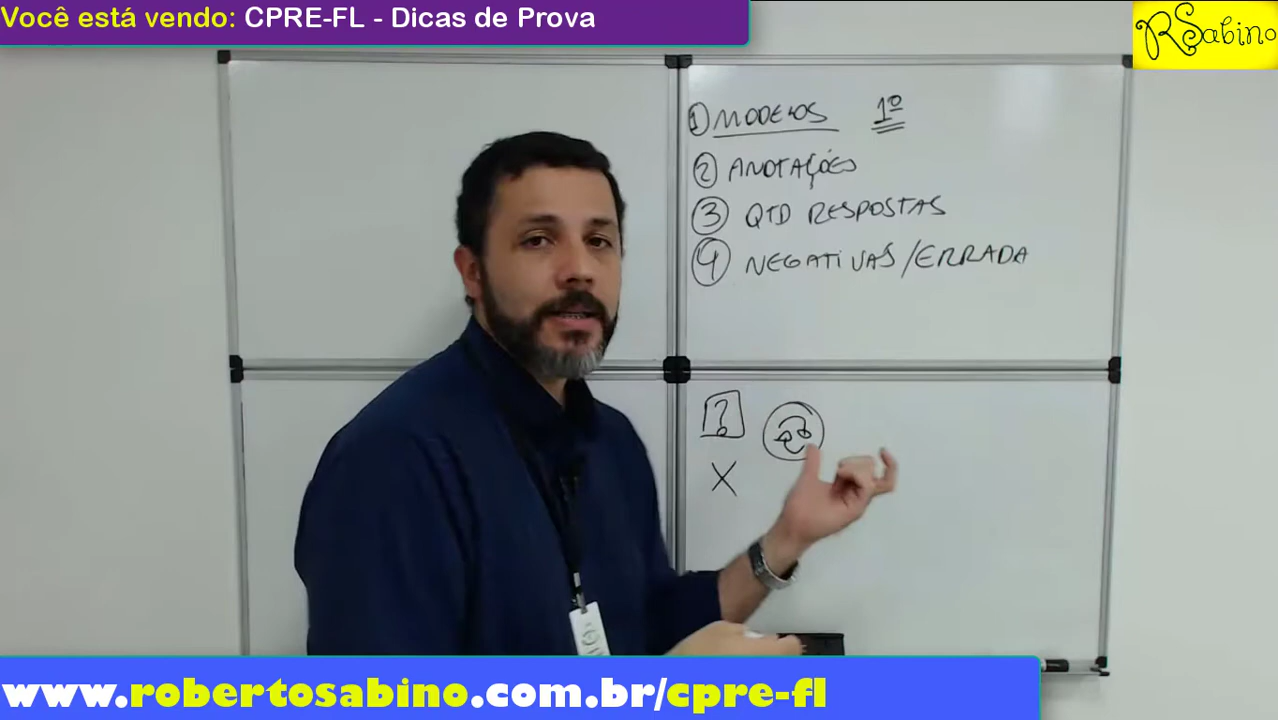 Você está vendo: CPRE-FL - Dicas de Prova
RSabino
① MODELOS 1º
② ANOTAÇÕES
③ QTD RESPOSTAS
④ NEGATIVAS/ERRADA
?
X
www.robertosabino.com.br/cpre-fl